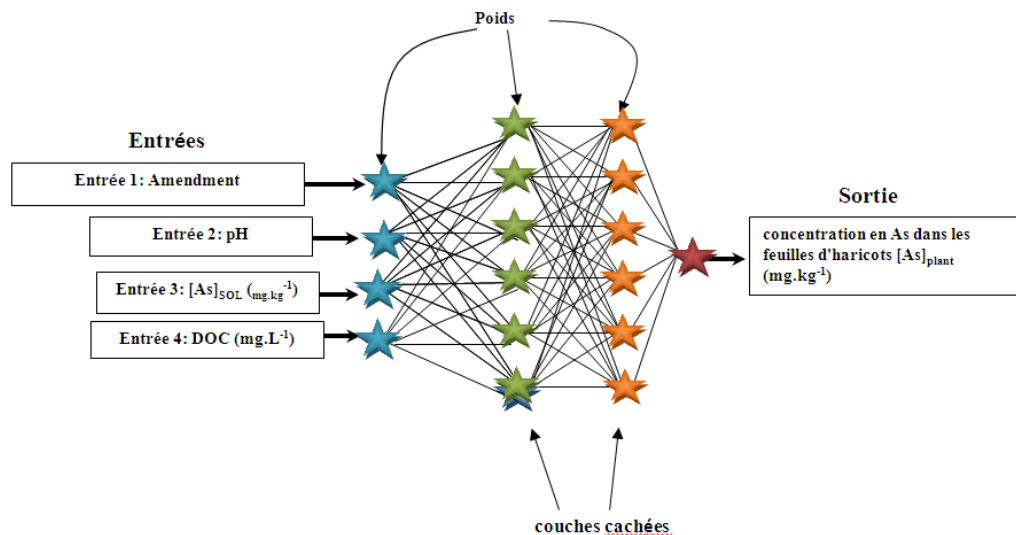 Poids
Entrées
Entrée 1: Amendment
Entrée 2: pH
Entrée 3: [As]SOL (mg.kg-1)
Entrée 4: DOC (mg.L-1)
Sortie
concentration en As dans les
feuilles d'haricots [As]plant
(mg.kg-1)
couches cachées